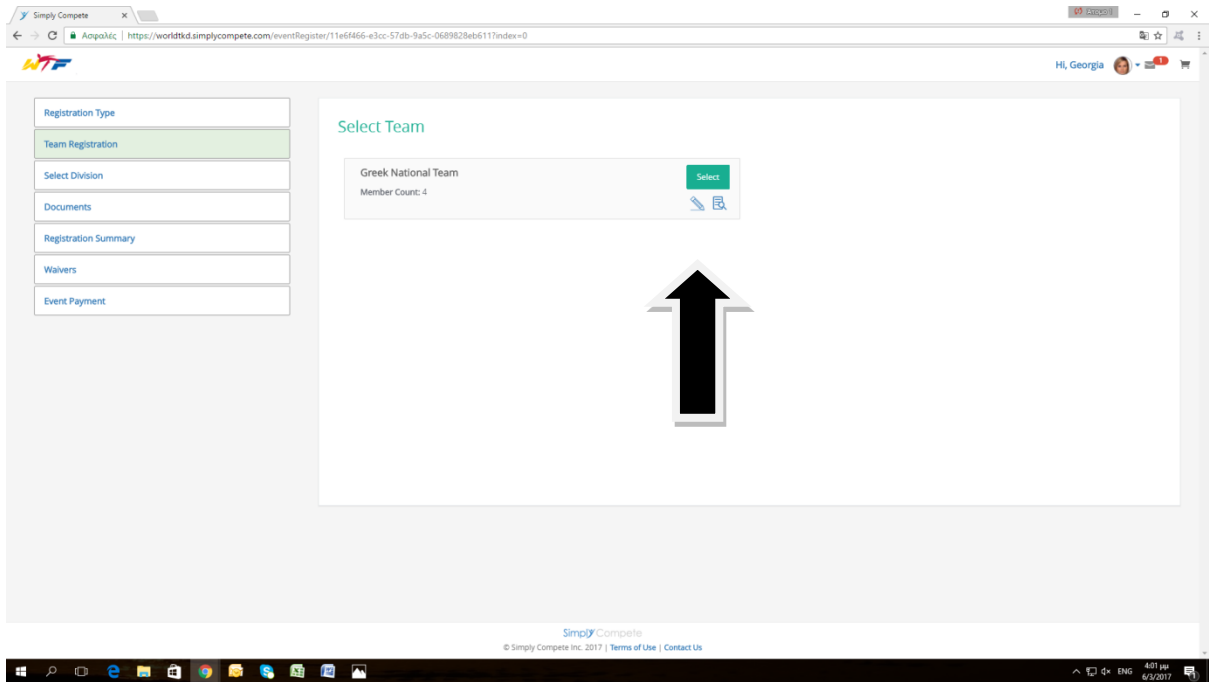 Simply Compete
Ασφαλές | https://worldtkd.simplycompete.com/eventRegister/11e6f466-e3cc-57db-9a5c-0689828eb611?index=0
WTF
Hi, Georgia
1
Registration Type
Team Registration
Select Division
Documents
Registration Summary
Waivers
Event Payment
Select Team
Greek National Team
Member Count: 4
Select
Simply Compete
© Simply Compete Inc. 2017 | Terms of Use | Contact Us
ENG
4:01 μμ
6/3/2017